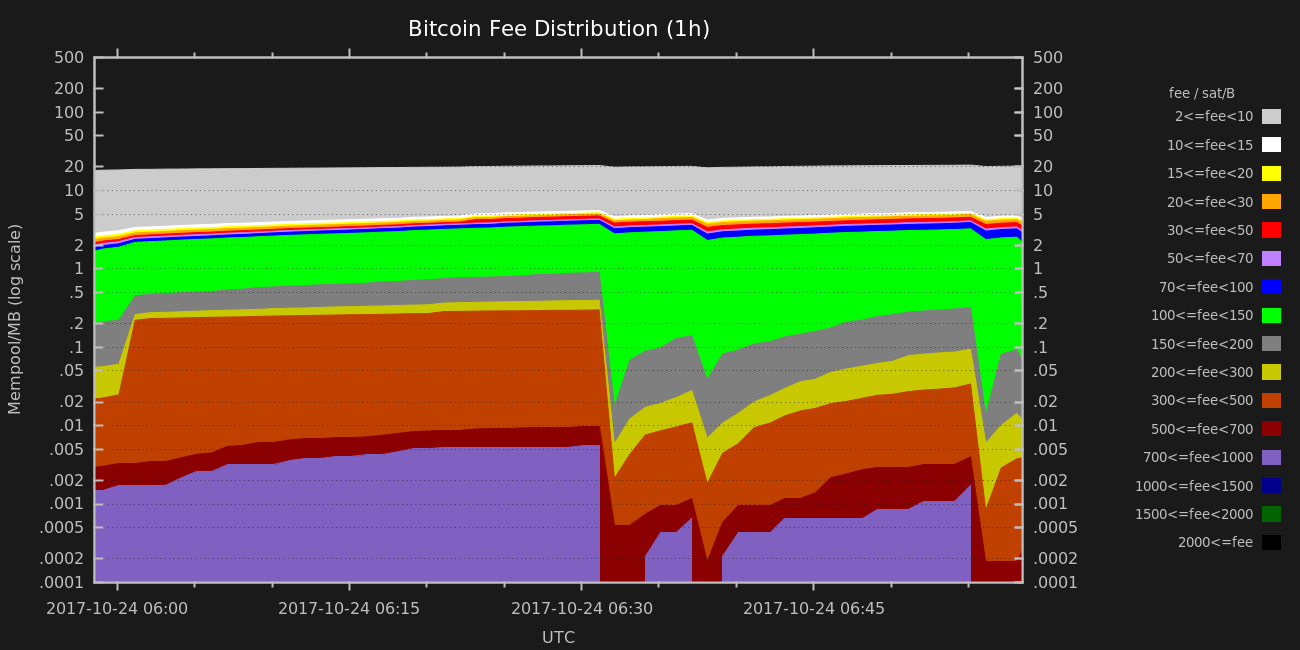 Bitcoin Fee Distribution (1h)
500 500
200 200
100 100
50 50
20 20
10 10
5 5
2 2
1 1
.5 .5
.2 .2
.1 .1
.05 .05
.02 .02
.01 .01
.005 .005
.002 .002
.001 .001
.0005 .0005
.0002 .0002
.0001 .0001
Mempool/MB (log scale)
2017-10-24 06:00 2017-10-24 06:15 2017-10-24 06:30 2017-10-24 06:45
UTC
fee / sat/B
2<=fee<10
10<=fee<15
15<=fee<20
20<=fee<30
30<=fee<50
50<=fee<70
70<=fee<100
100<=fee<150
150<=fee<200
200<=fee<300
300<=fee<500
500<=fee<700
700<=fee<1000
1000<=fee<1500
1500<=fee<2000
2000<=fee